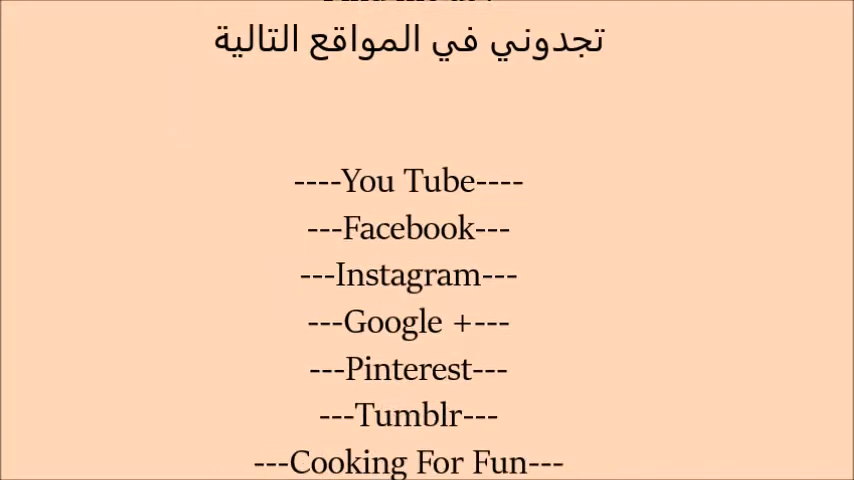 تجدوني في المواقع التالية
----You Tube----
---Facebook---
---Instagram---
---Google +---
---Pinterest---
---Tumblr---
---Cooking For Fun---